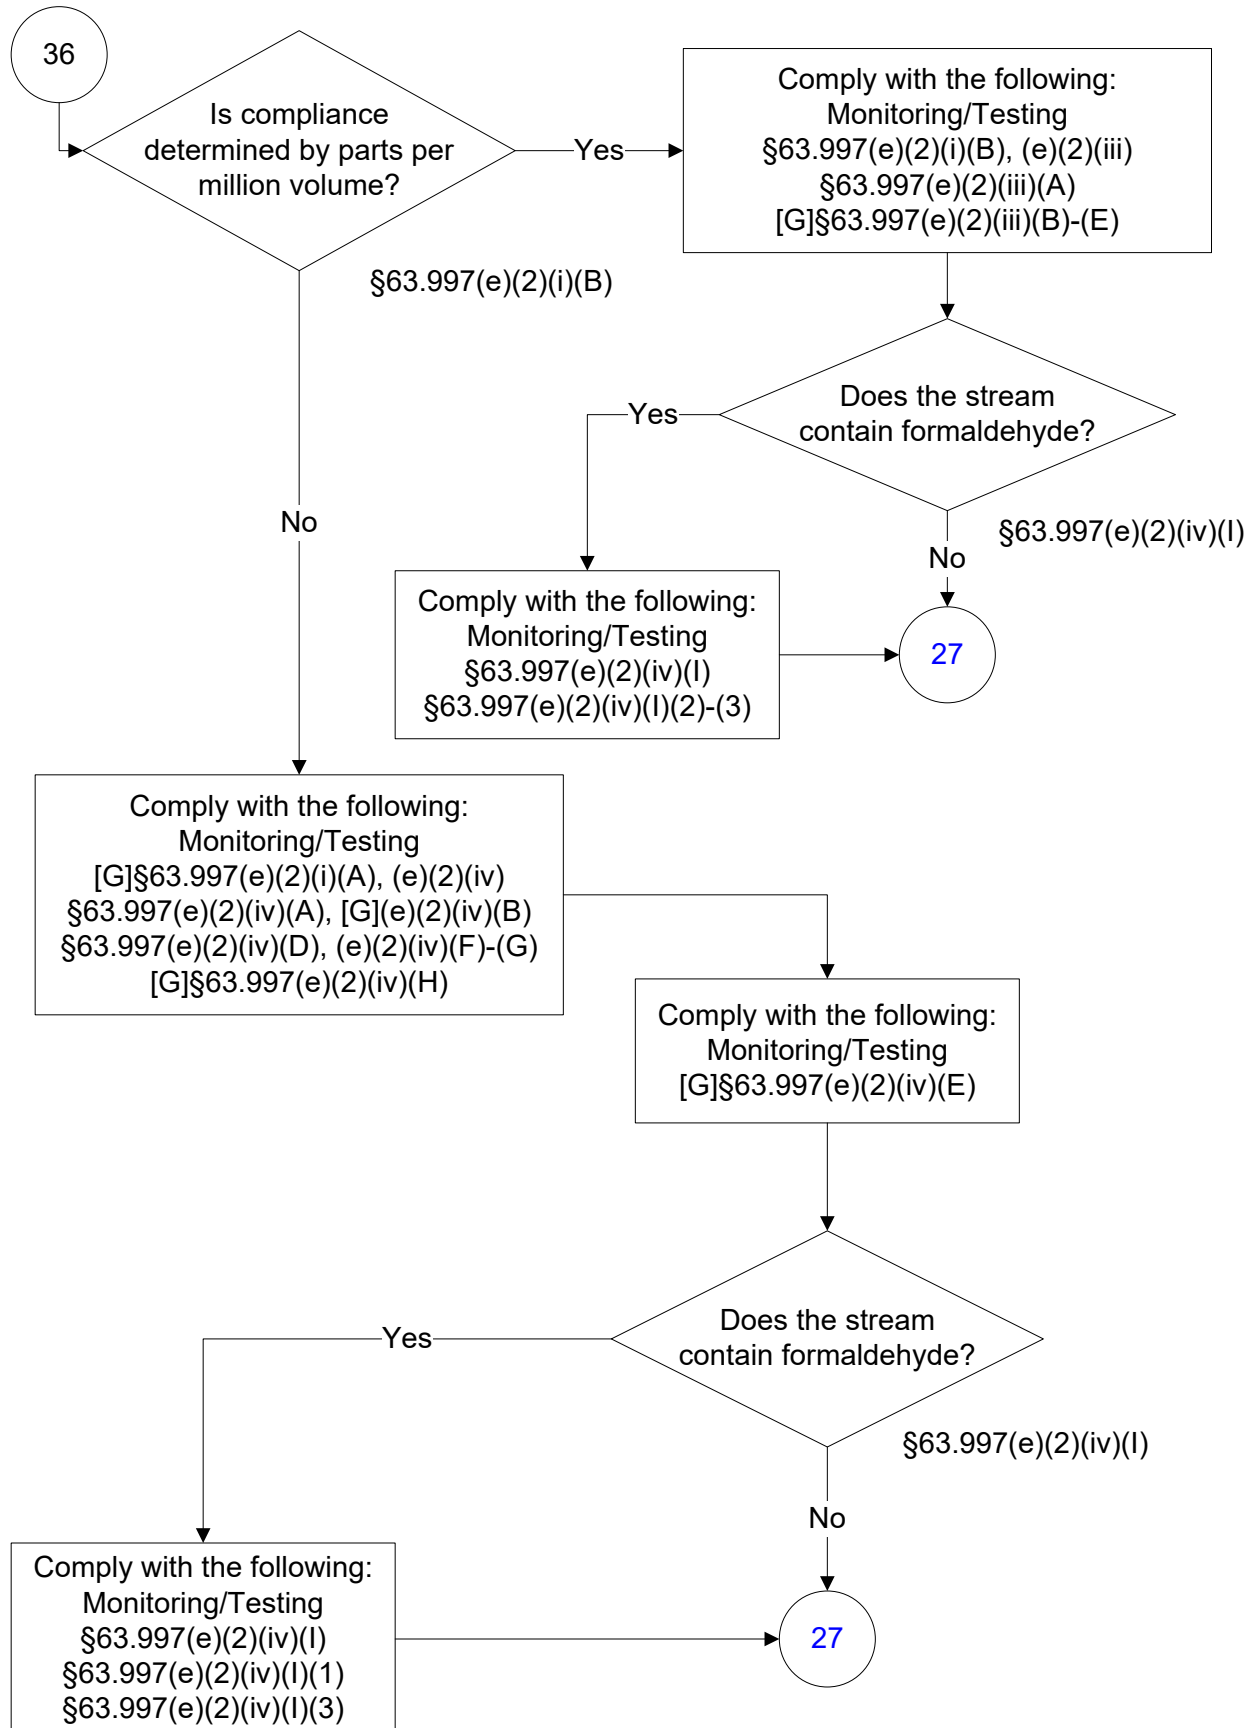 36
Is compliance
determined by parts per
million volume?
Yes
Comply with the following:
Monitoring/Testing
§63.997(e)(2)(i)(B), (e)(2)(iii)
§63.997(e)(2)(iii)(A)
[G]§63.997(e)(2)(iii)(B)-(E)
§63.997(e)(2)(i)(B)
Does the stream
contain formaldehyde?
Yes
§63.997(e)(2)(iv)(I)
No
No
Comply with the following:
Monitoring/Testing
§63.997(e)(2)(iv)(I)
§63.997(e)(2)(iv)(I)(2)-(3)
27
Comply with the following:
Monitoring/Testing
[G]§63.997(e)(2)(i)(A), (e)(2)(iv)
§63.997(e)(2)(iv)(A), [G](e)(2)(iv)(B)
§63.997(e)(2)(iv)(D), (e)(2)(iv)(F)-(G)
[G]§63.997(e)(2)(iv)(H)
Comply with the following:
Monitoring/Testing
[G]§63.997(e)(2)(iv)(E)
Does the stream
contain formaldehyde?
Yes
§63.997(e)(2)(iv)(I)
No
Comply with the following:
Monitoring/Testing
§63.997(e)(2)(iv)(I)
§63.997(e)(2)(iv)(I)(1)
§63.997(e)(2)(iv)(I)(3)
27